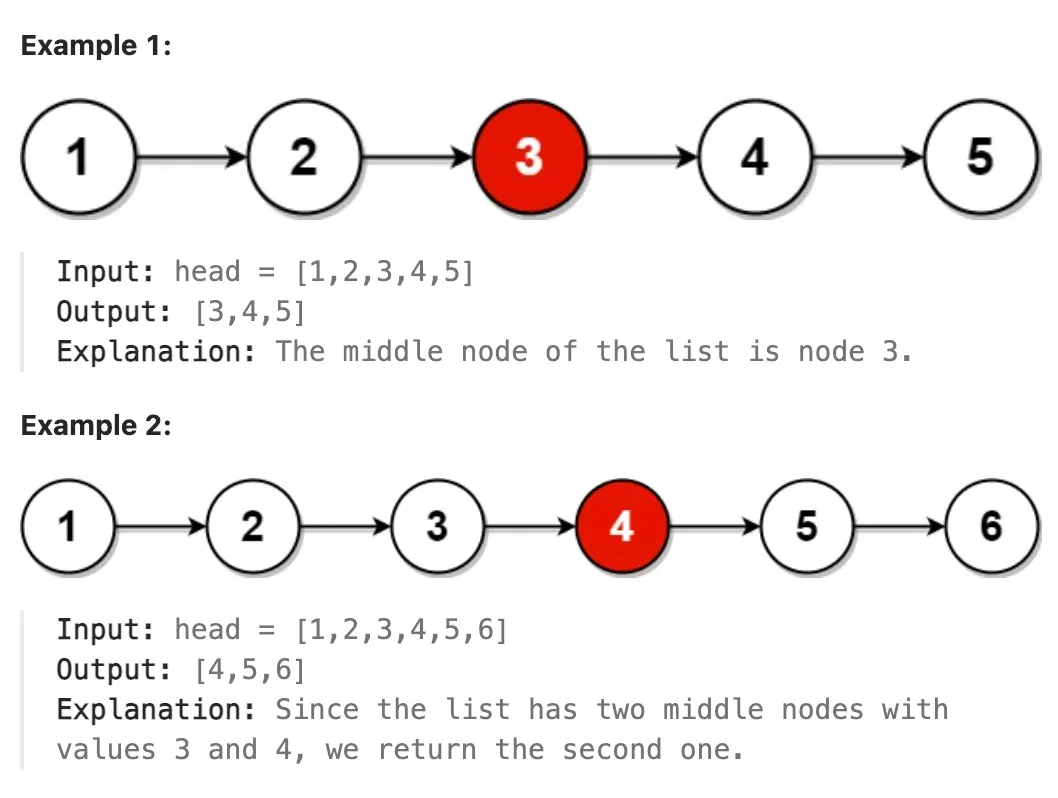 Example 1:
1 2 3 4 5
Input: head = [1,2,3,4,5]
Output: [3,4,5]
Explanation: The middle node of the list is node 3.
Example 2:
1 2 3 4 5 6
Input: head = [1,2,3,4,5,6]
Output: [4,5,6]
Explanation: Since the list has two middle nodes with
values 3 and 4, we return the second one.